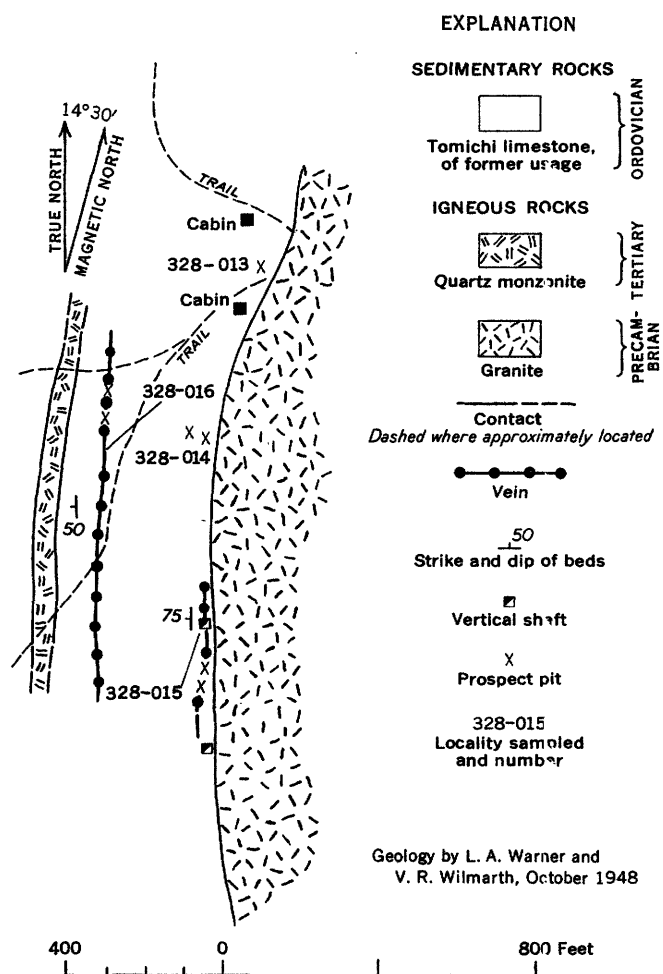 EXPLANATION
SEDIMENTARY ROCKS
Tomichi limestone,
of former usage
ORDOVICIAN
IGNEOUS ROCKS
Quartz monzonite
TERTIARY
Granite
PRECAM-
BRIAN
Contact
Dashed where approximately located
Vein
50
Strike and dip of beds
Vertical shaft
X
Prospect pit
328-015
Locality sampled
and number
Geology by L. A. Warner and
V. R. Wilmarth, October 1948
14°30′
TRUE NORTH
MAGNETIC NORTH
TRAIL
Cabin
328-013 X
Cabin
TRAIL
328-016
X
X
X X
328-014
50
75
X
X
328-015
400 0 800 Feet